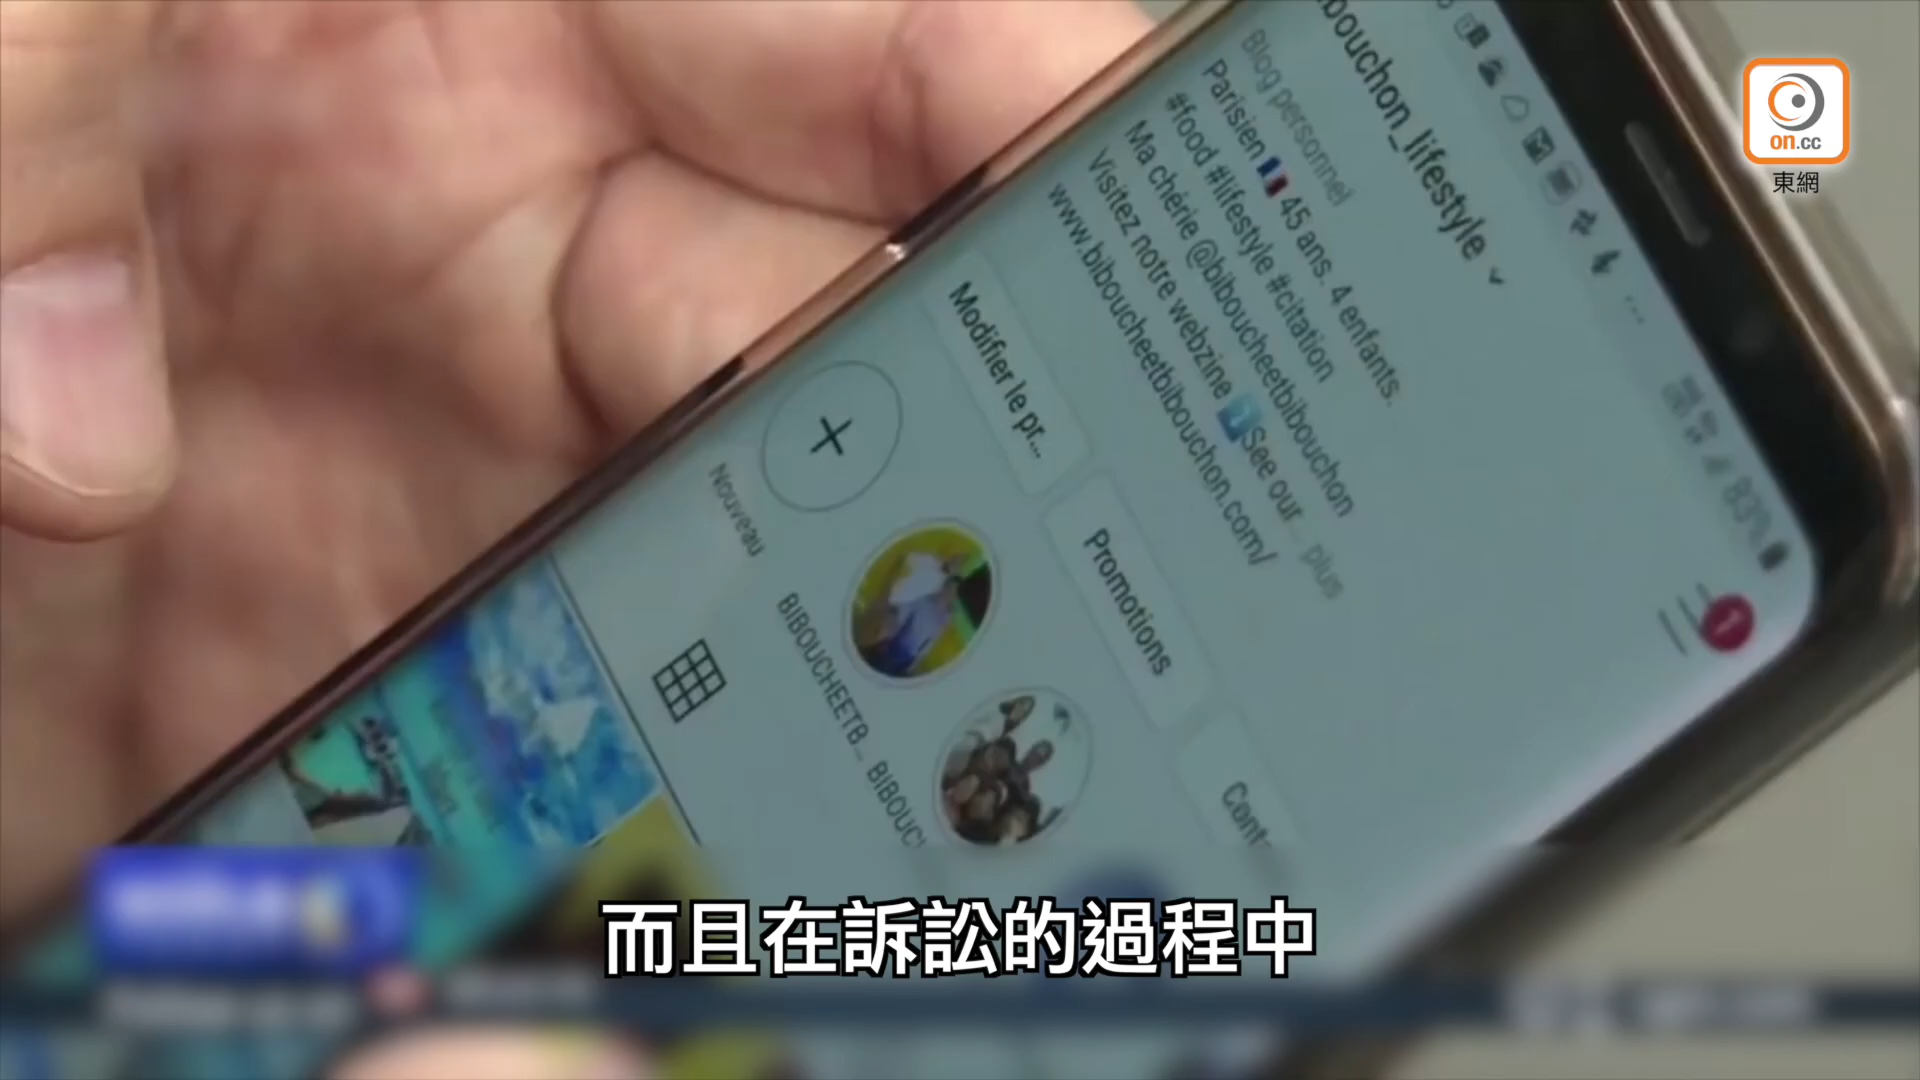 bouchon_lifestyle
Blog personnel
Parisien 🇫🇷 45 ans. 4 enfants.
#food #lifestyle #citation
Ma chérie @biboucheetbibouchon
Visitez notre webzine ⤵️See our... plus
www.biboucheetbibouchon.com/
Modifier le pr...
Promotions
Nouveau
BIBOUCHEETB...
BIBOUC
83%
1
on.cc
東網
而且在訴訟的過程中